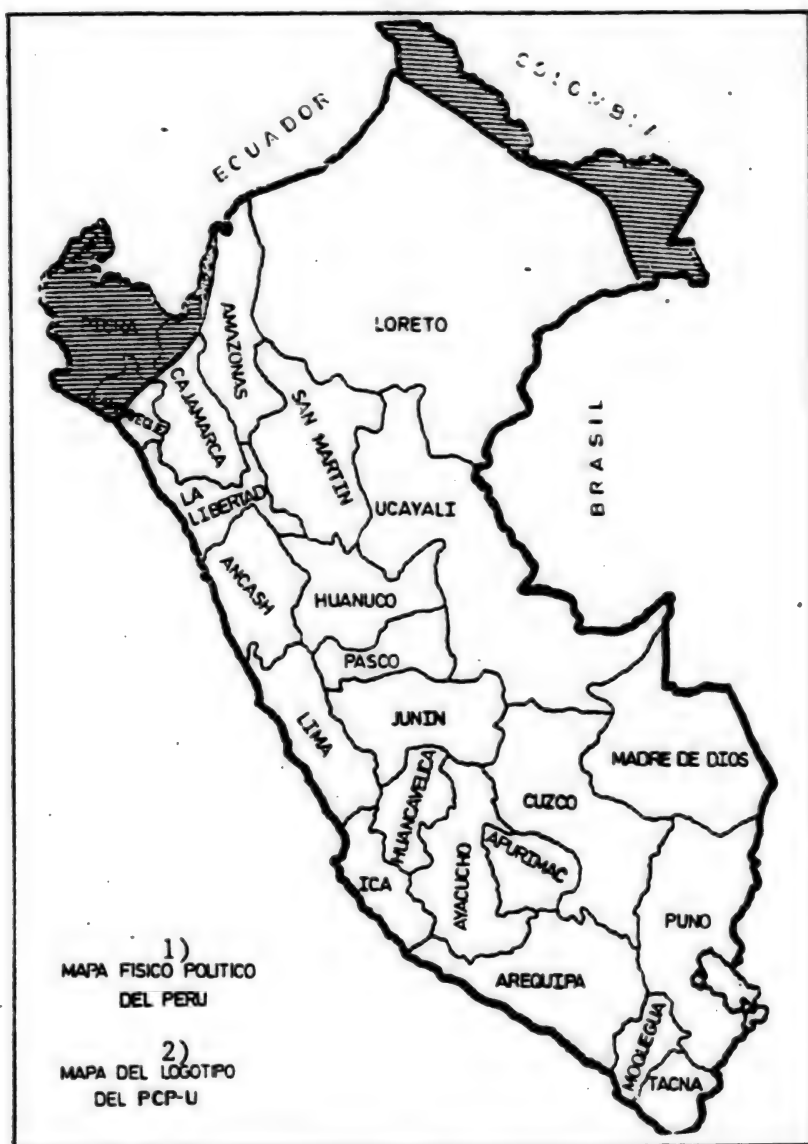 ECUADOR
COLOMBIA
PIURA
AMAZONAS
LORETO
CAJAMARCA
SAN MARTIN
BRASIL
LA
LIBERTAD
UCAYALI
ANCASH
HUANUCO
PASCO
LIMA
JUNIN
MADRE DE DIOS
HUANCAVELICA
CUZCO
APURIMAC
ICA
AYACUCHO
PUNO
AREQUIPA
MOQUEGUA
TACNA
1)
MAPA FISICO POLITICO
DEL PERU
2)
MAPA DEL LOGOTIPO
DEL PCP-U